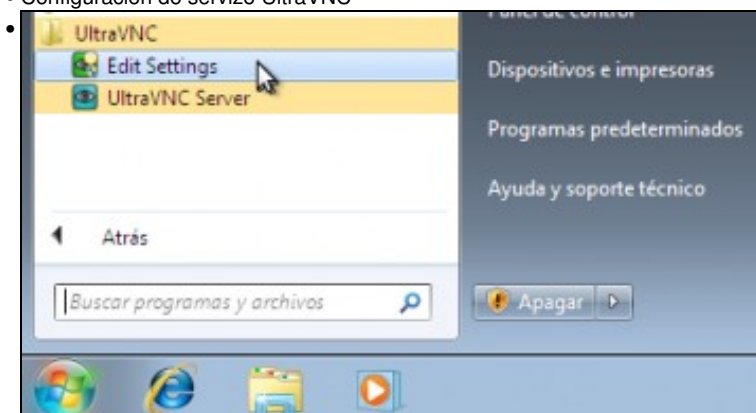 • Configuración do servizo UltraVNC
•
UltraVNC
Edit Settings
UltraVNC Server
Atrás
Buscar programas y archivos
Panel de control
Dispositivos e impresoras
Programas predeterminados
Ayuda y soporte técnico
Apagar